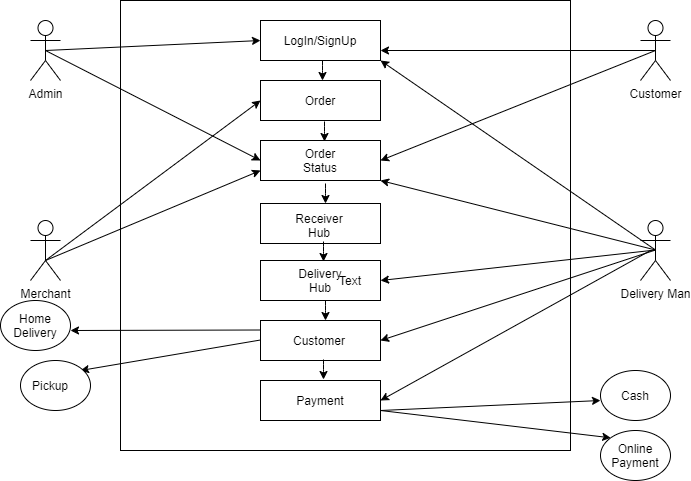 LogIn/SignUp
Admin
Customer
Order
Order
Status
Receiver
Hub
Merchant
Delivery
Hub
Text
Delivery Man
Home
Delivery
Customer
Pickup
Payment
Cash
Online
Payment